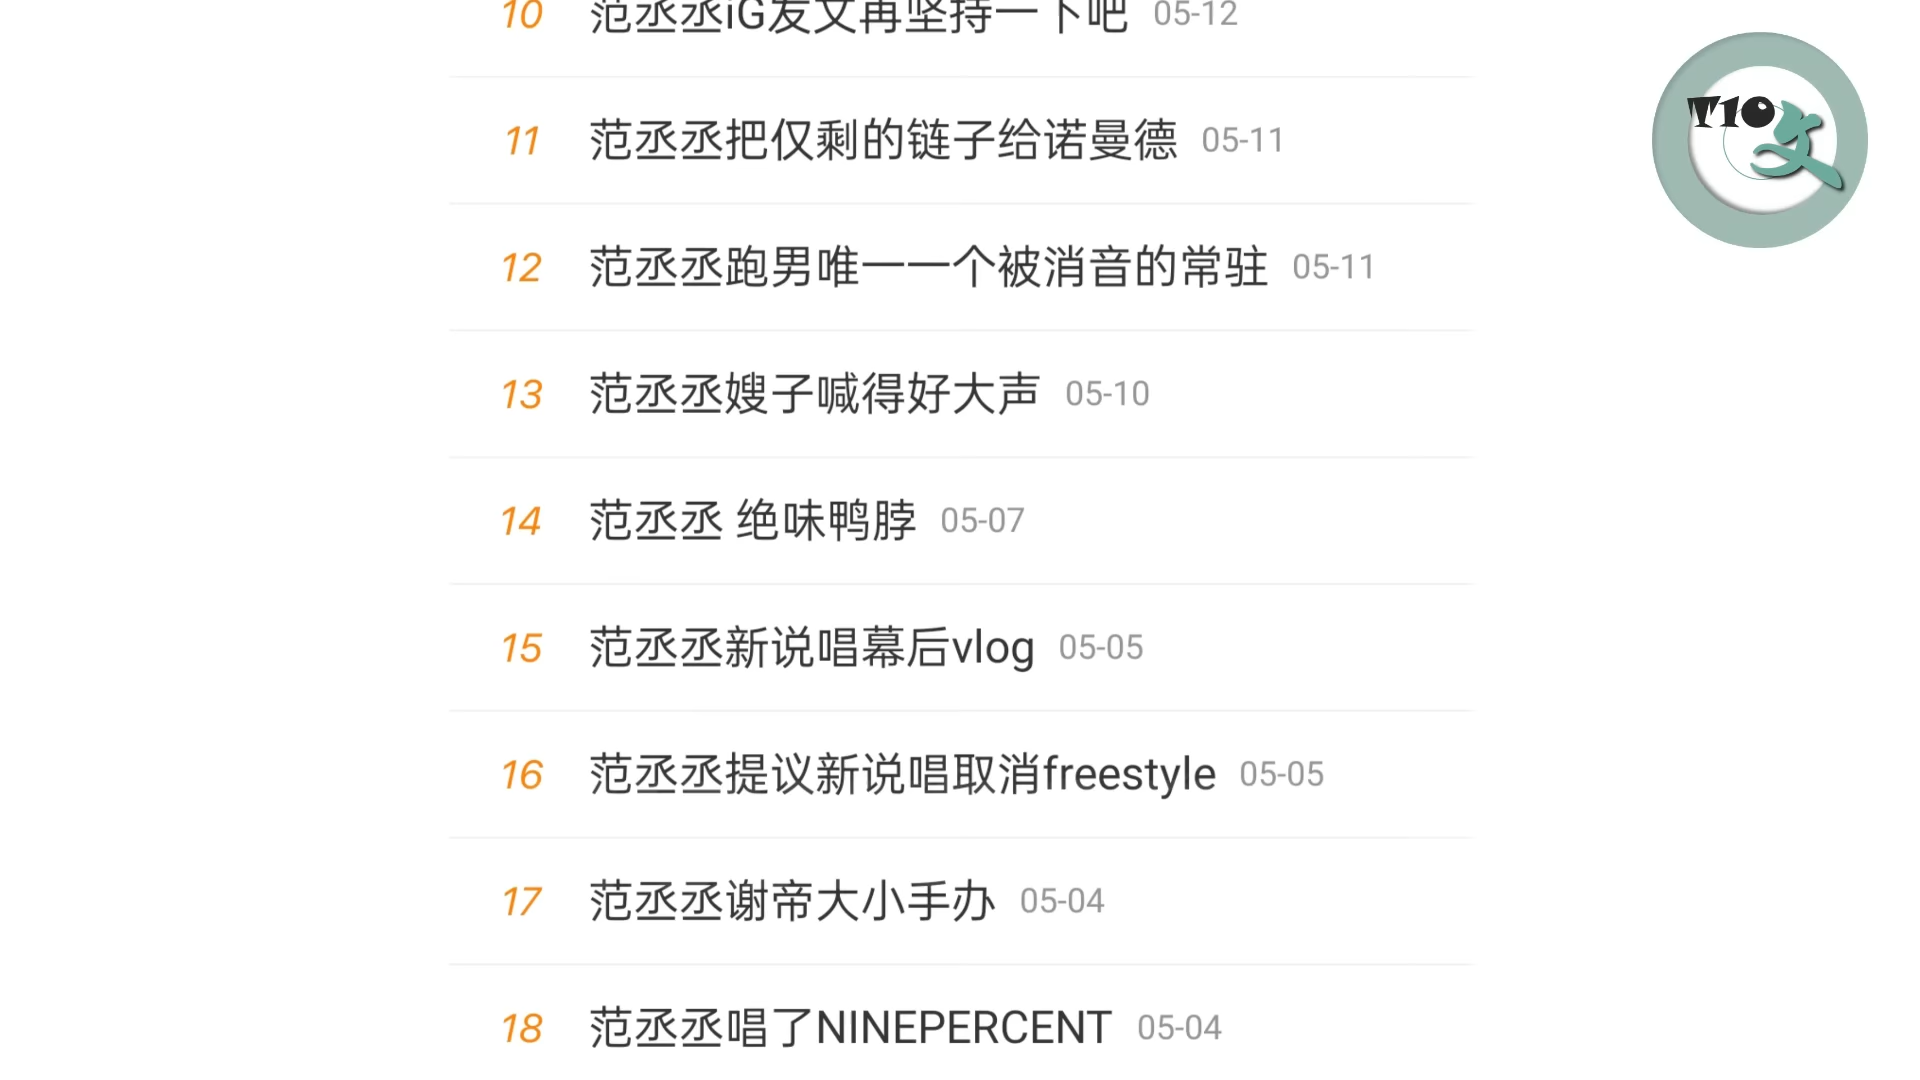 10 范丞丞iG发文再坚持一下吧 05-12
11 范丞丞把仅剩的链子给诺曼德 05-11
12 范丞丞跑男唯一一个被消音的常驻 05-11
13 范丞丞嫂子喊得好大声 05-10
14 范丞丞 绝味鸭脖 05-07
15 范丞丞新说唱幕后vlog 05-05
16 范丞丞提议新说唱取消freestyle 05-05
17 范丞丞谢帝大小手办 05-04
18 范丞丞唱了NINEPERCENT 05-04
T10文